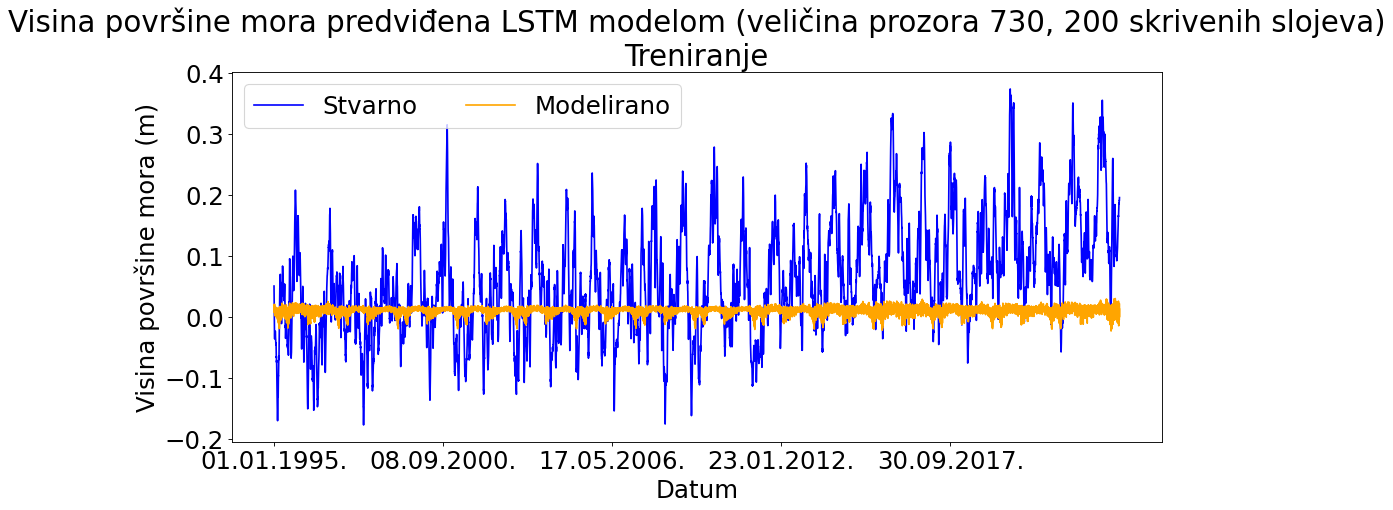 Visina površine mora predviđena LSTM modelom (veličina prozora 730, 200 skrivenih slojeva)
Treniranje
Stvarno Modelirano
Visina površine mora (m)
0.4
0.3
0.2
0.1
0.0
−0.1
−0.2
01.01.1995. 08.09.2000. 17.05.2006. 23.01.2012. 30.09.2017.
Datum